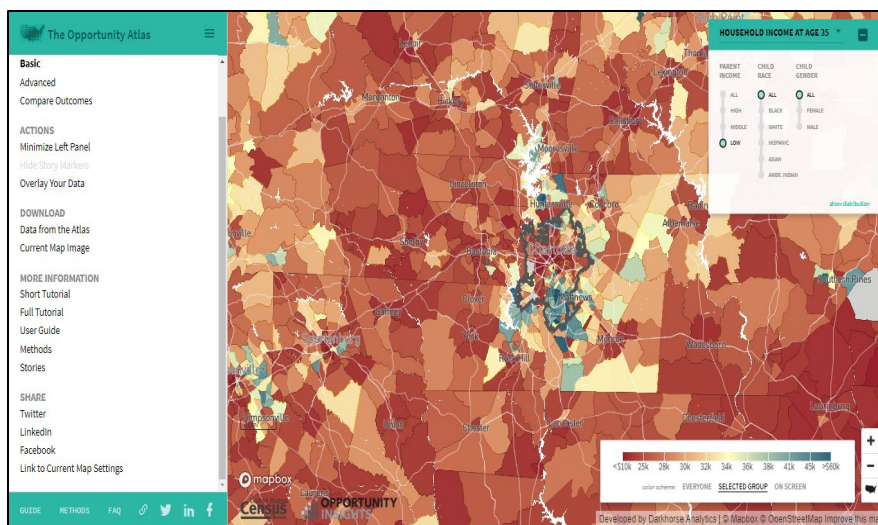 The Opportunity Atlas
Basic
Advanced
Compare Outcomes
ACTIONS
Minimize Left Panel
Hide Story Markers
Overlay Your Data
DOWNLOAD
Data from the Atlas
Current Map Image
MORE INFORMATION
Short Tutorial
Full Tutorial
User Guide
Methods
Stories
SHARE
Twitter
LinkedIn
Facebook
Link to Current Map Settings
GUIDE METHODS FAQ
HOUSEHOLD INCOME AT AGE 35
PARENT INCOME CHILD RACE CHILD GENDER
ALL ALL ALL
HIGH BLACK FEMALE
MIDDLE WHITE MALE
LOW HISPANIC
ASIAN
AMER. INDIAN
show distribution
Lenoir
Morganton
Hickory
Statesville
Lexington
Salisbury
Mooresville
Lincolnton
Huntersville
Concord
Albemarle
Shelby
Gastonia
Charlotte
Matthews
Southern Pines
Clover
Gaffney
York
Monroe
Wadesboro
Spartanburg
Rock Hill
Simpsonville
Union
Chester
Lancaster
Chesterfield
Laurinburg
Laurens
mapbox
United States
Census
OPPORTUNITY
INSIGHTS
<$10k 25k 28k 30k 32k 34k 36k 38k 41k 45k >$60k
color scheme: EVERYONE SELECTED GROUP ON SCREEN
+
−
Developed by Darkhorse Analytics | © Mapbox © OpenStreetMap Improve this ma